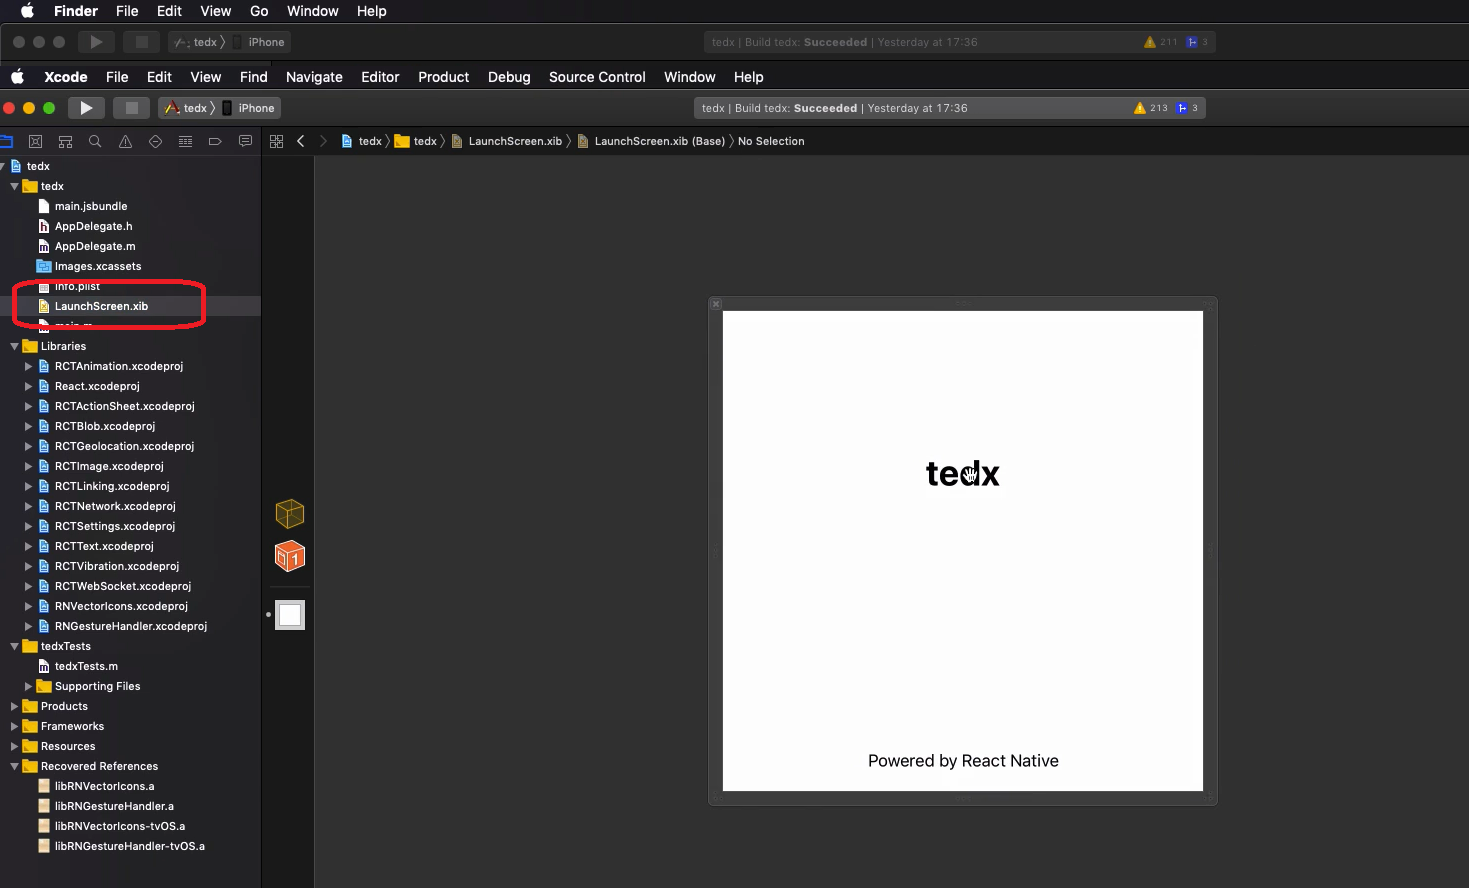 Finder File Edit View Go Window Help
tedx 〉 iPhone
tedx | Build tedx: Succeeded | Yesterday at 17:36
211 3
Xcode File Edit View Find Navigate Editor Product Debug Source Control Window Help
tedx 〉 iPhone
tedx | Build tedx: Succeeded | Yesterday at 17:36
213 3
tedx 〉 tedx 〉 LaunchScreen.xib 〉 LaunchScreen.xib (Base) 〉 No Selection
tedx
tedx
main.jsbundle
AppDelegate.h
AppDelegate.m
Images.xcassets
Info.plist
LaunchScreen.xib
main.m
Libraries
RCTAnimation.xcodeproj
React.xcodeproj
RCTActionSheet.xcodeproj
RCTBlob.xcodeproj
RCTGeolocation.xcodeproj
RCTImage.xcodeproj
RCTLinking.xcodeproj
RCTNetwork.xcodeproj
RCTSettings.xcodeproj
RCTText.xcodeproj
RCTVibration.xcodeproj
RCTWebSocket.xcodeproj
RNVectorIcons.xcodeproj
RNGestureHandler.xcodeproj
tedxTests
tedxTests.m
Supporting Files
Products
Frameworks
Resources
Recovered References
libRNVectorIcons.a
libRNGestureHandler.a
libRNVectorIcons-tvOS.a
libRNGestureHandler-tvOS.a
1
tedx
Powered by React Native